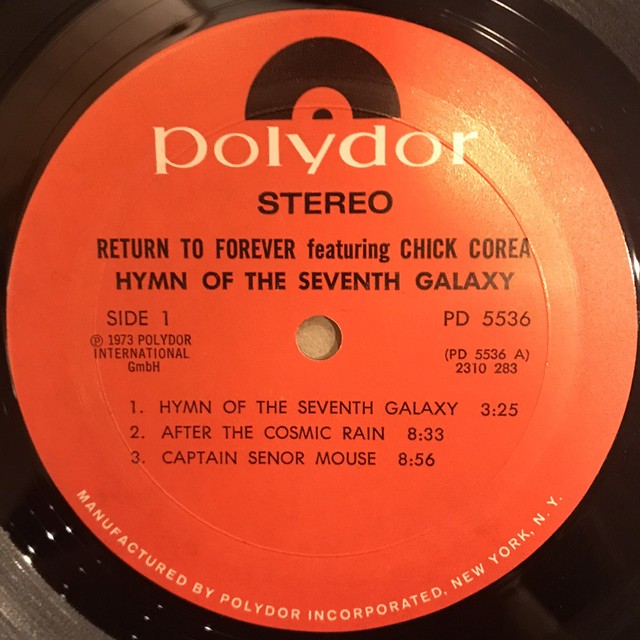 polydor
STEREO
RETURN TO FOREVER featuring CHICK COREA
HYMN OF THE SEVENTH GALAXY
SIDE 1
℗ 1973 POLYDOR
INTERNATIONAL
GmbH
PD 5536
(PD 5536 A)
2310 283
1. HYMN OF THE SEVENTH GALAXY 3:25
2. AFTER THE COSMIC RAIN 8:33
3. CAPTAIN SENOR MOUSE 8:56
MANUFACTURED BY POLYDOR INCORPORATED, NEW YORK, N. Y.